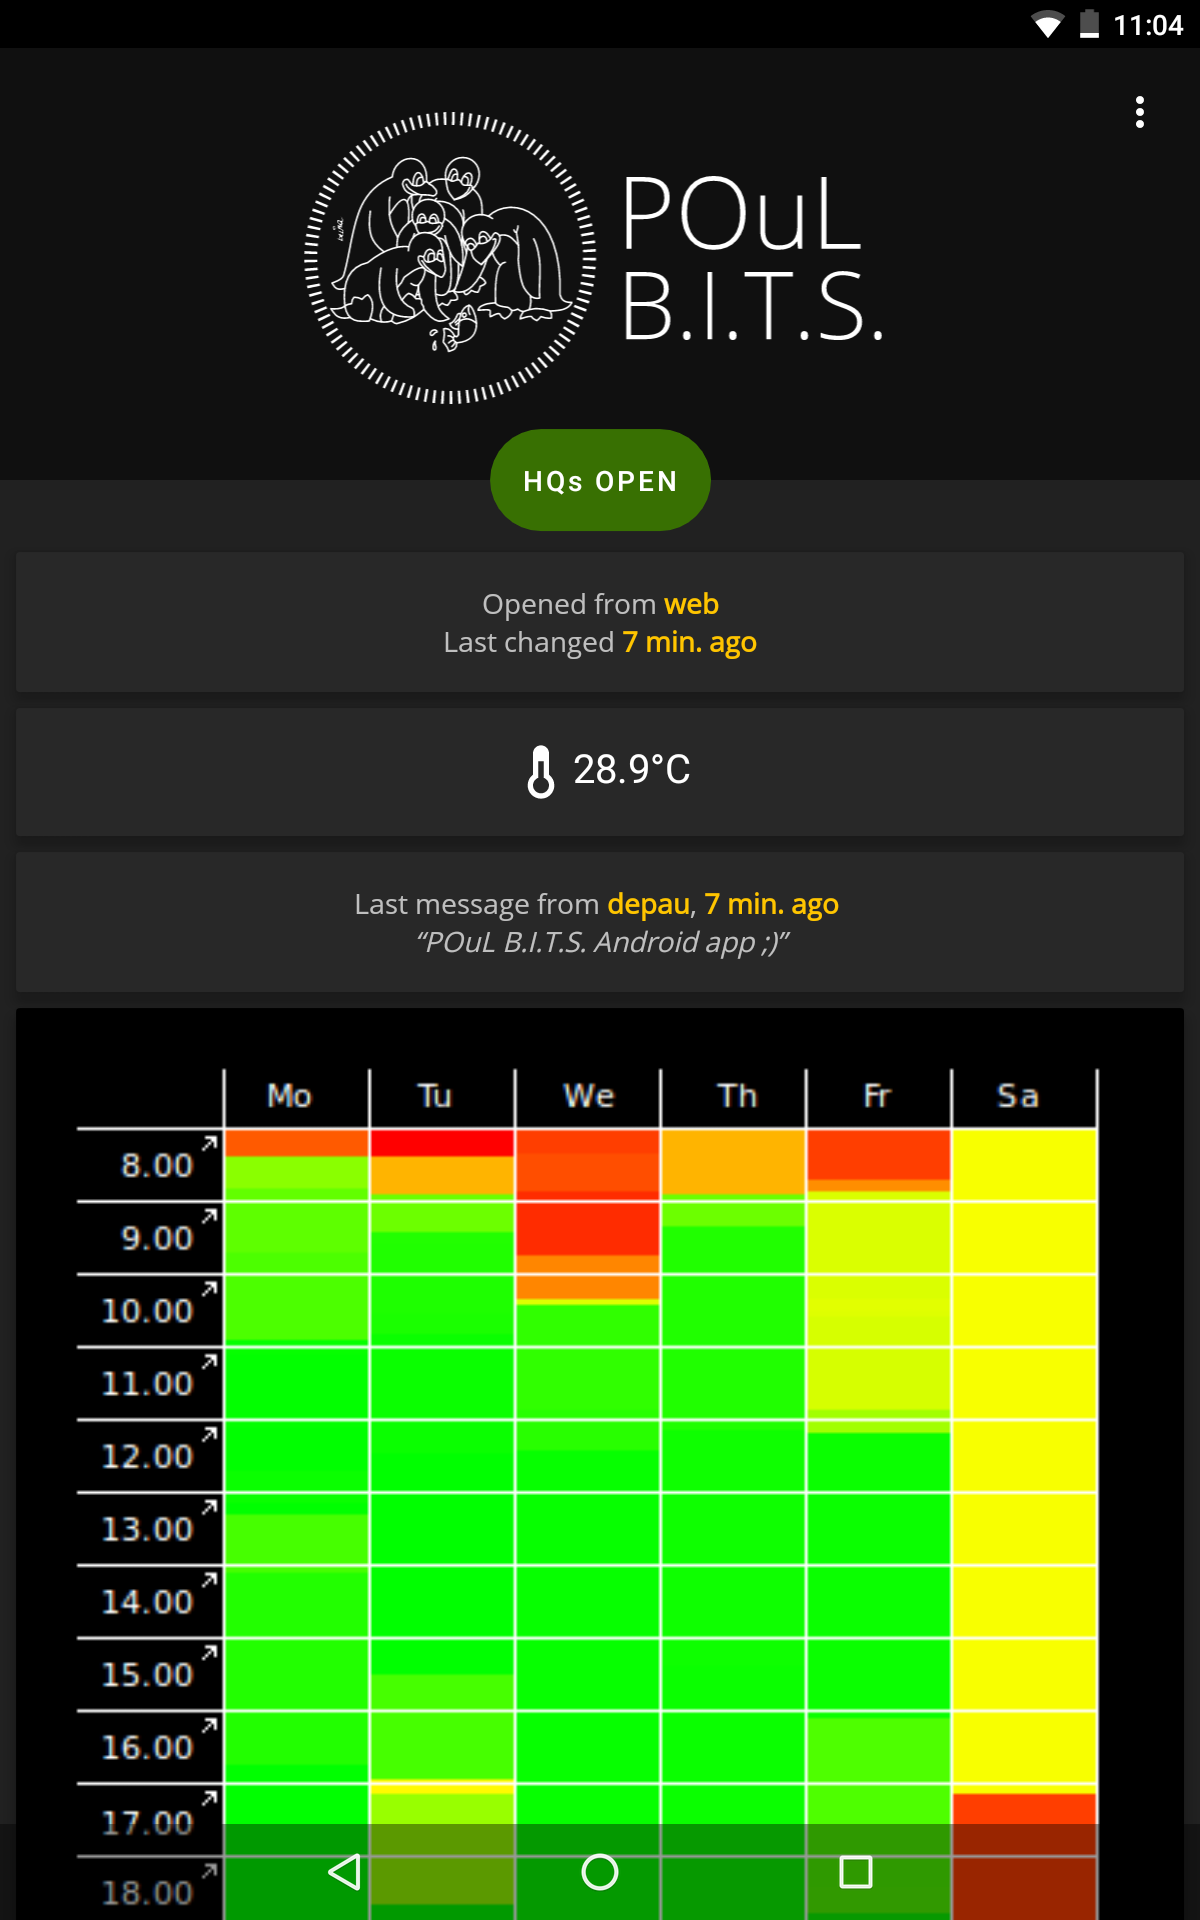 11:04
POuL
B.I.T.S.
HQs OPEN
Opened from web
Last changed 7 min. ago
28.9°C
Last message from depau, 7 min. ago
“POuL B.I.T.S. Android app ;)”
Mo Tu We Th Fr Sa
8.00
9.00
10.00
11.00
12.00
13.00
14.00
15.00
16.00
17.00
18.00